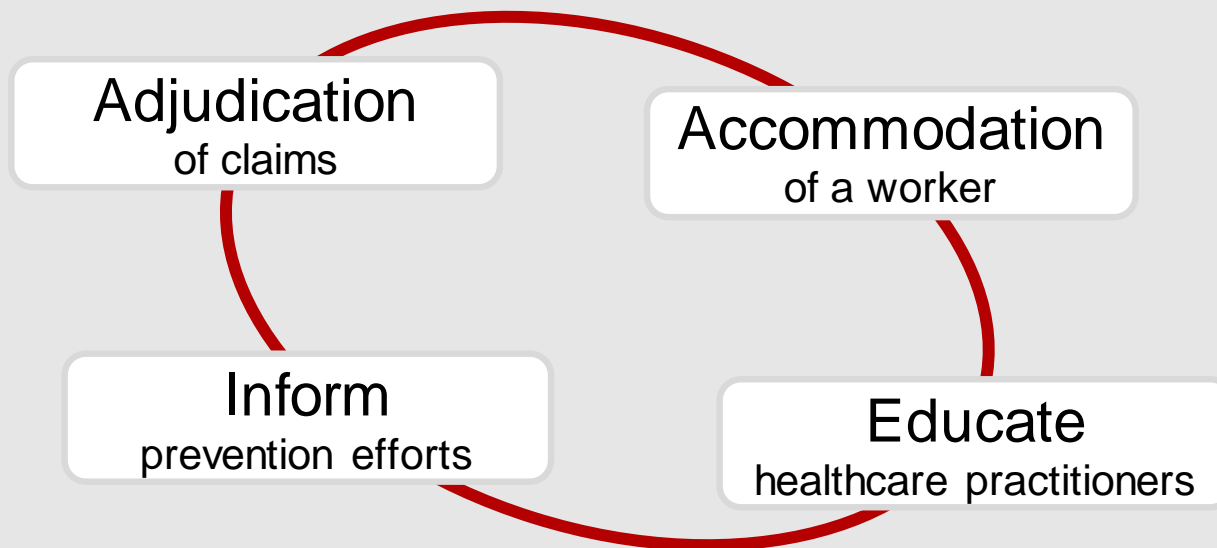 Adjudication
of claims
Accommodation
of a worker
Inform
prevention efforts
Educate
healthcare practitioners